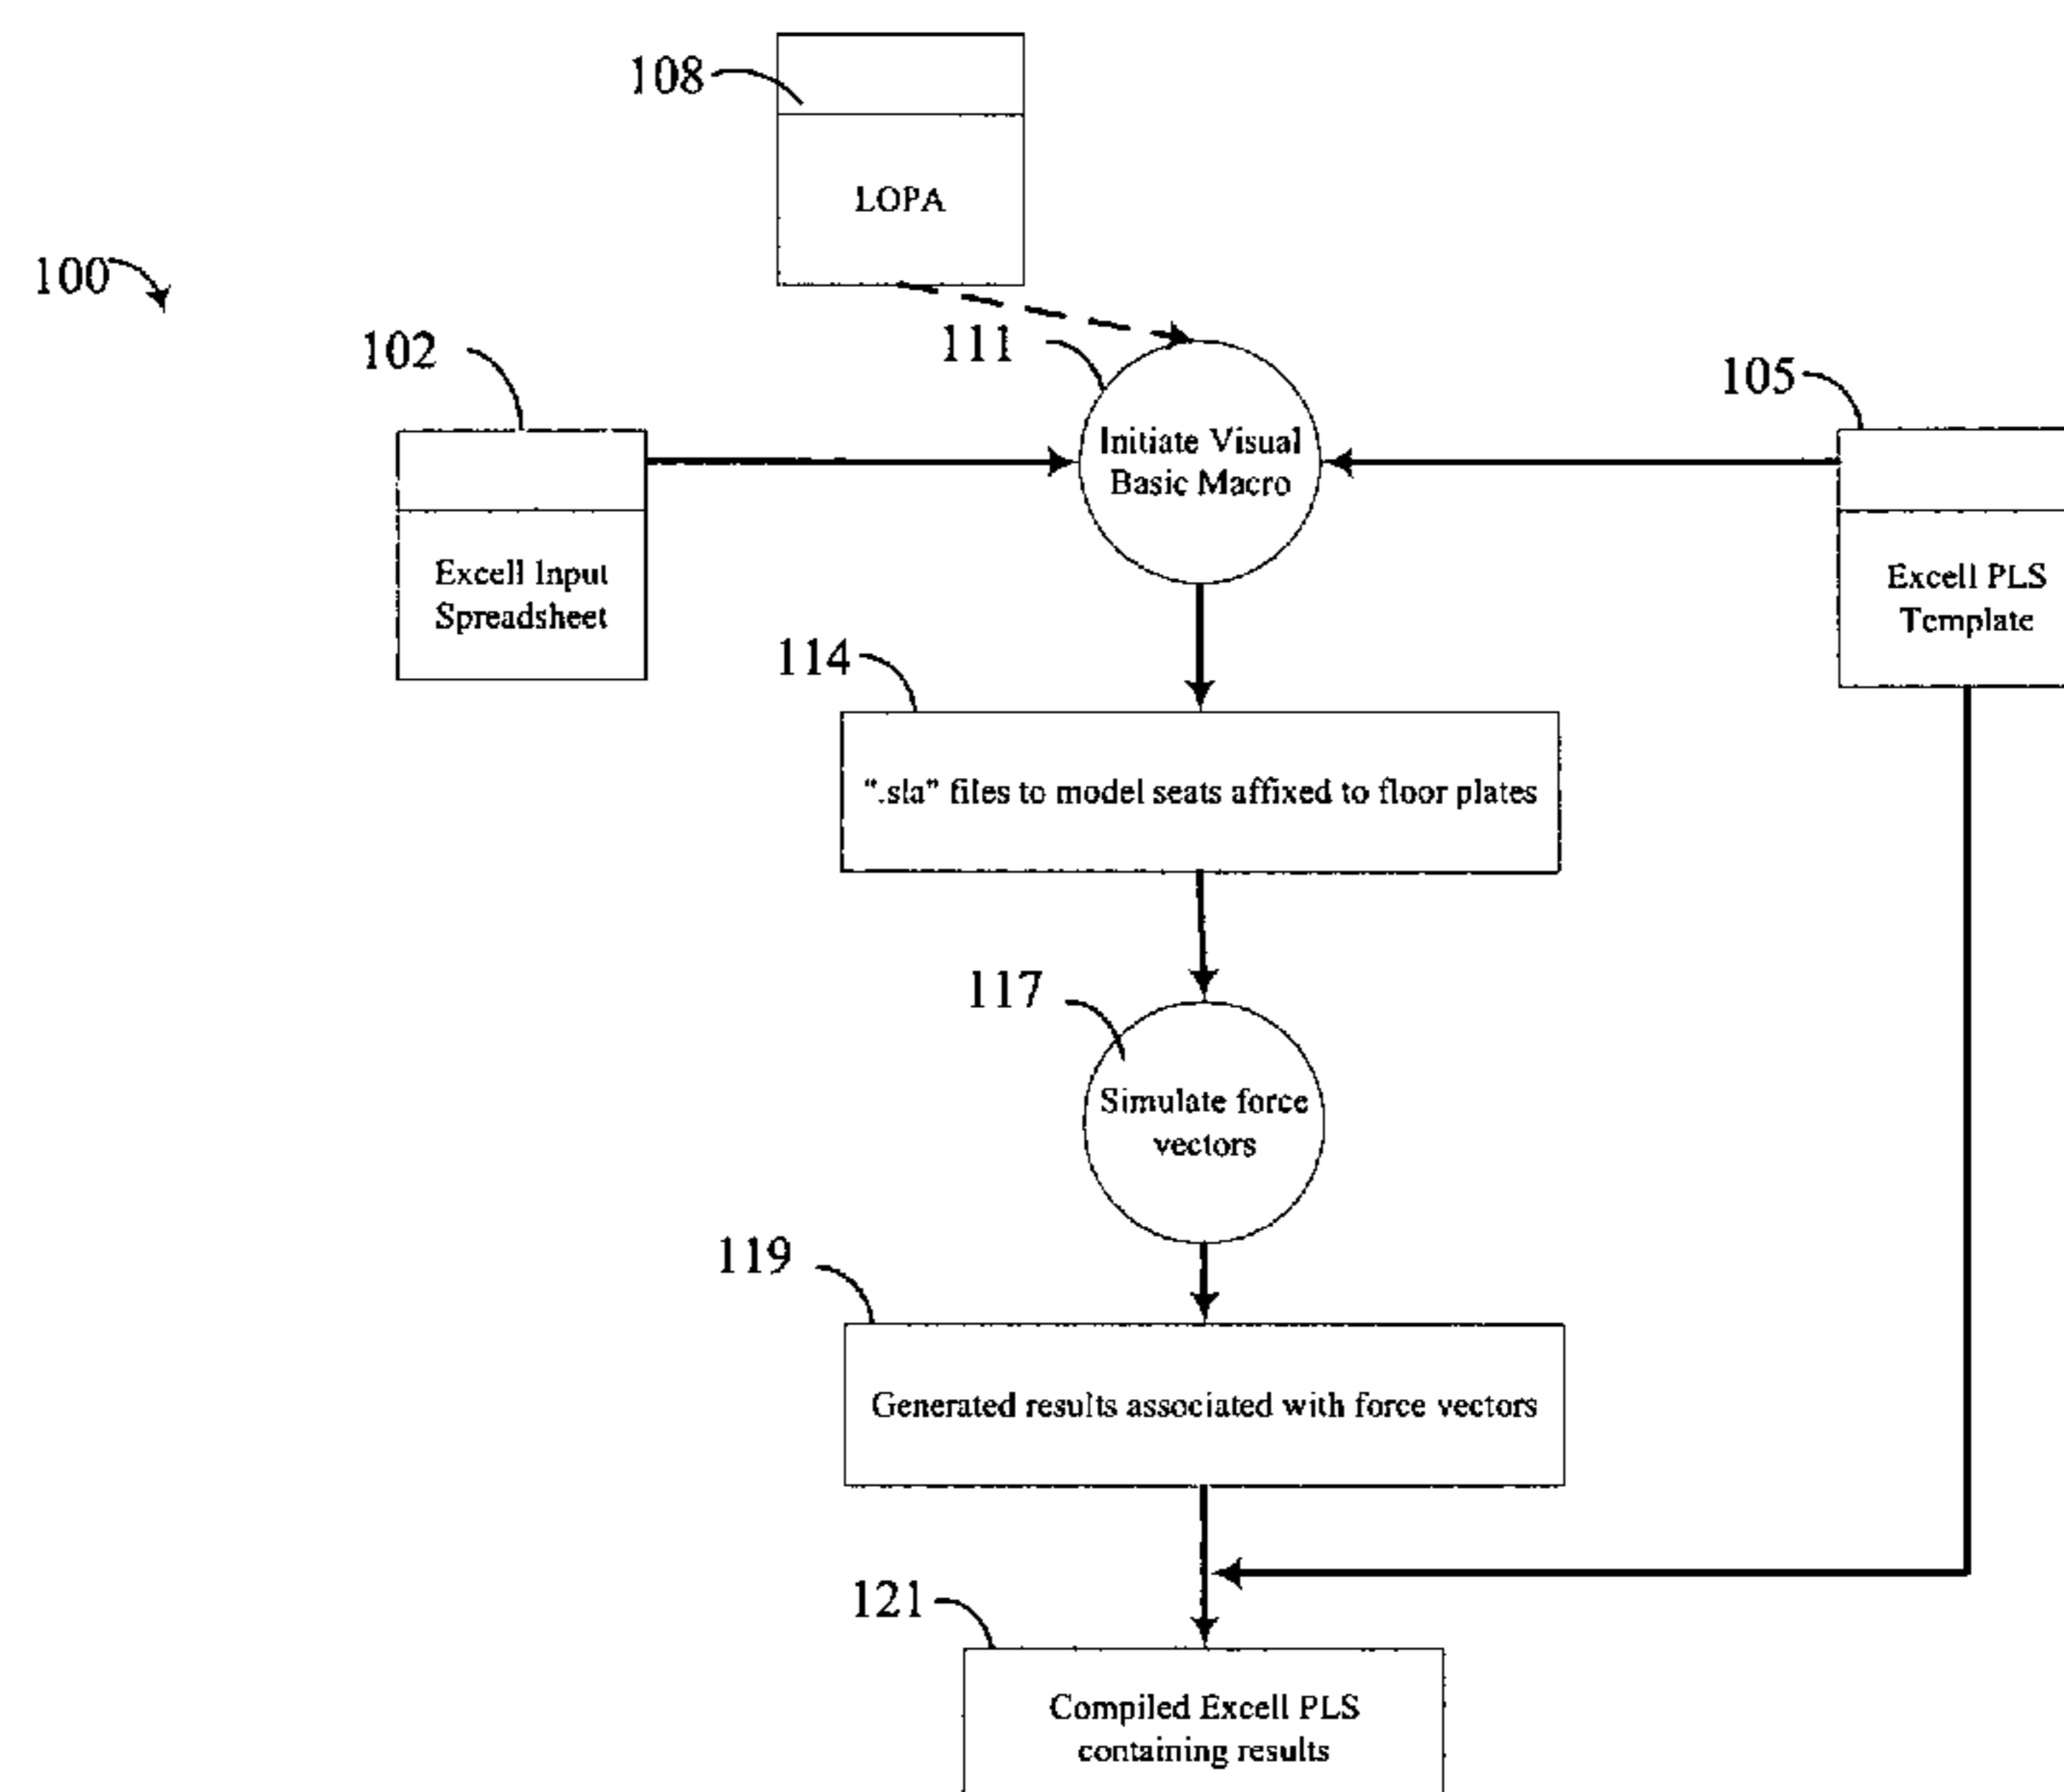 108
LOPA
100
111
102
105
Initiate Visual
Basic Macro
Excell Input
Spreadsheet
Excell PLS
Template
114
".sla" files to model seats affixed to floor plates
117
Simulate force
vectors
119
Generated results associated with force vectors
121
Compiled Excell PLS
containing results